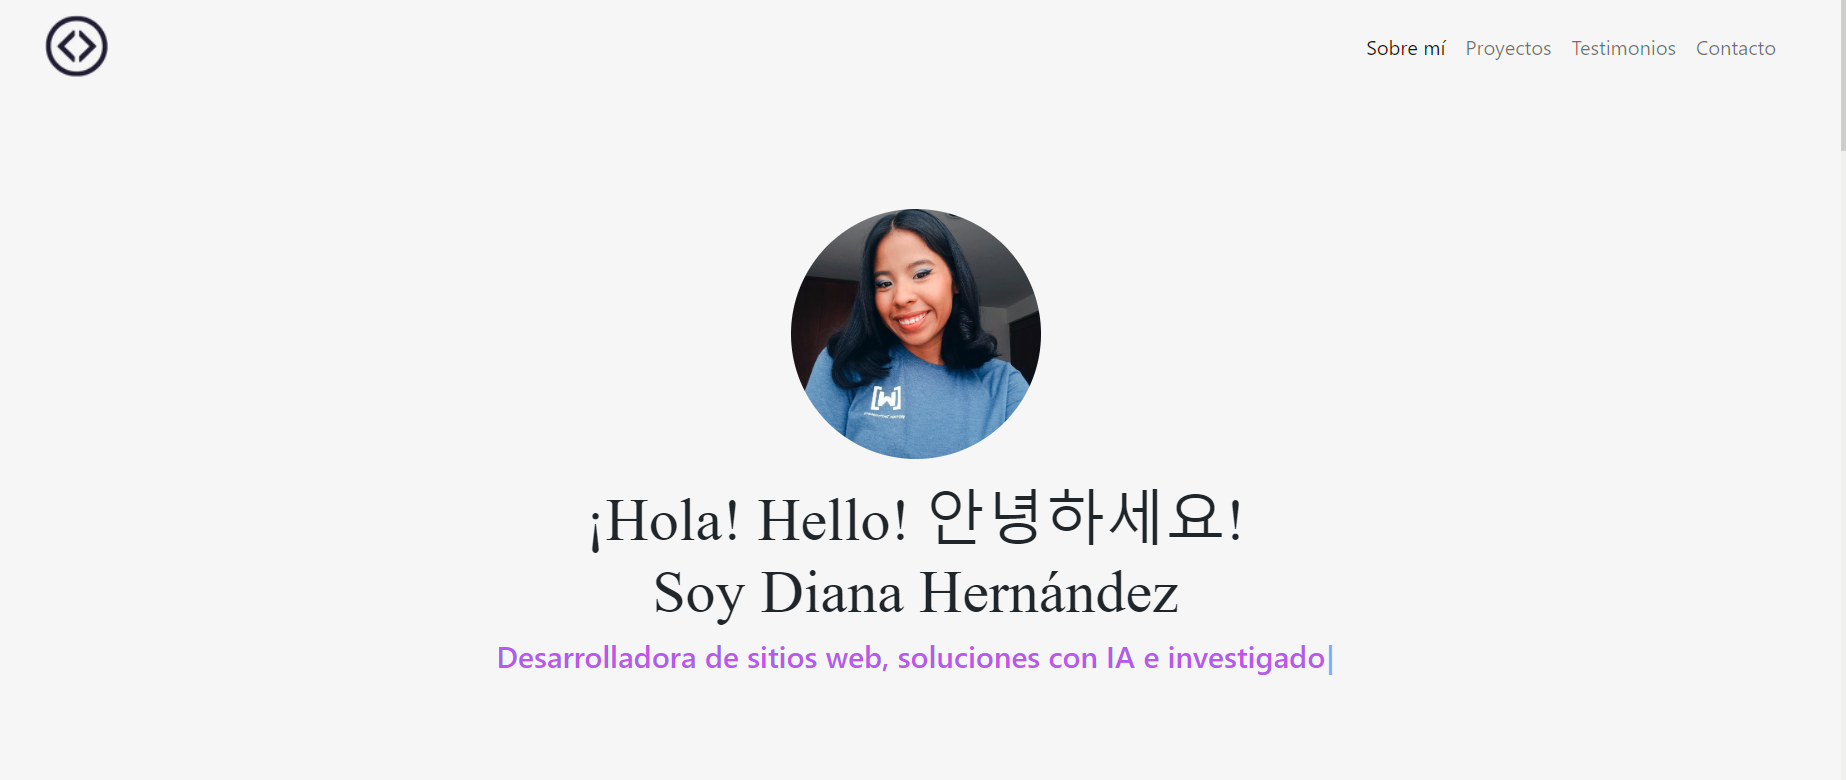 Sobre mí Proyectos Testimonios Contacto
[W]
¡Hola! Hello! 안녕하세요!
Soy Diana Hernández
Desarrolladora de sitios web, soluciones con IA e investigado|